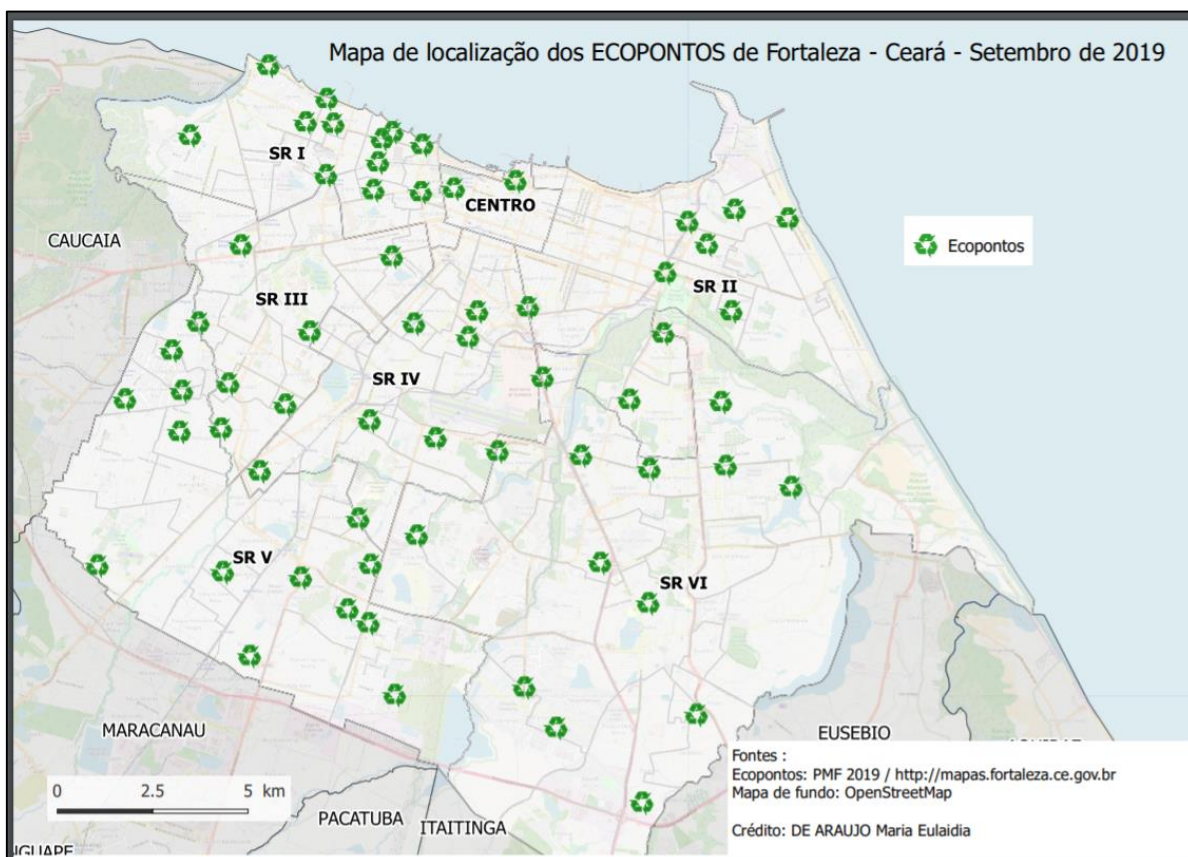 Mapa de localização dos ECOPONTOS de Fortaleza - Ceará - Setembro de 2019
SR I
CENTRO
CAUCAIA
Ecopontos
SR II
SR III
SR IV
SR V
SR VI
MARACANAU
EUSEBIO
PACATUBA
ITAITINGA
0 2.5 5 km
Fontes :
Ecopontos: PMF 2019 / http://mapas.fortaleza.ce.gov.br
Mapa de fundo: OpenStreetMap
Crédito: DE ARAUJO Maria Eulaidia